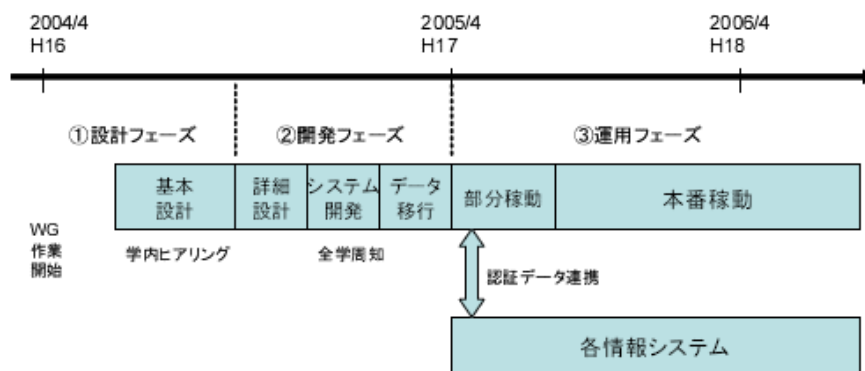 2004/4
H16
2005/4
H17
2006/4
H18
①設計フェーズ
②開発フェーズ
③運用フェーズ
基本
設計
詳細
設計
システム
開発
データ
移行
部分稼動
本番稼動
WG
作業
開始
学内ヒアリング
全学周知
認証データ連携
各情報システム